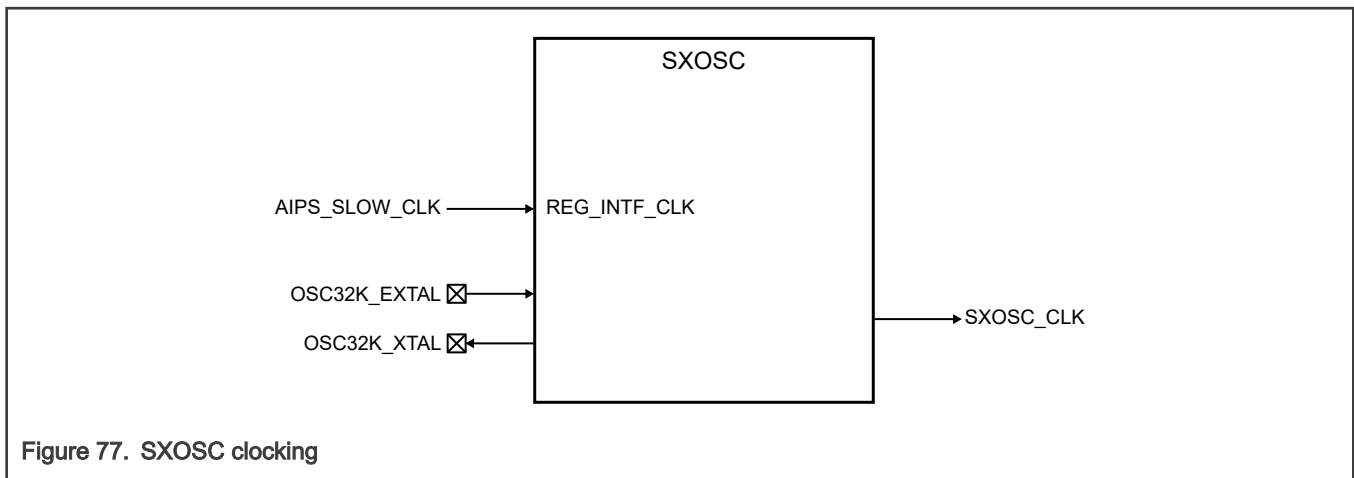 SXOSC
AIPS_SLOW_CLK
REG_INTF_CLK
OSC32K_EXTAL
SXOSC_CLK
OSC32K_XTAL
Figure 77. SXOSC clocking